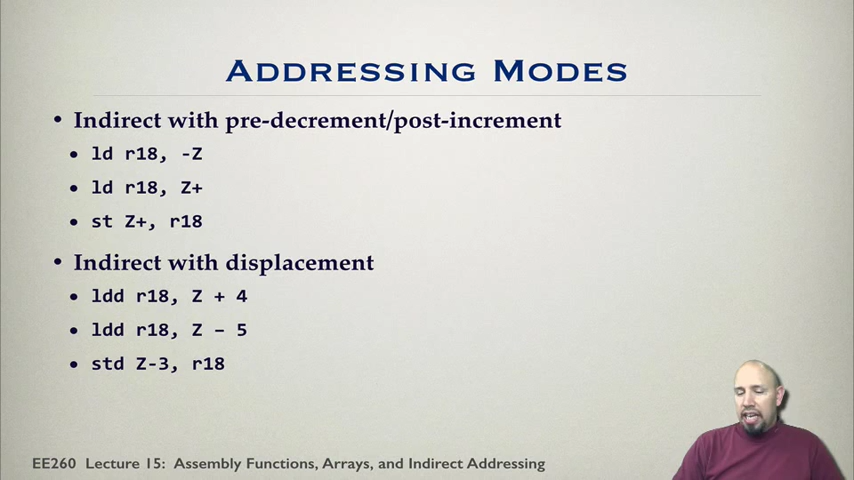 Addressing Modes
• Indirect with pre-decrement/post-increment
• ld r18, -Z
• ld r18, Z+
• st Z+, r18
• Indirect with displacement
• ldd r18, Z + 4
• ldd r18, Z – 5
• std Z-3, r18
EE260 Lecture 15: Assembly Functions, Arrays, and Indirect Addressing